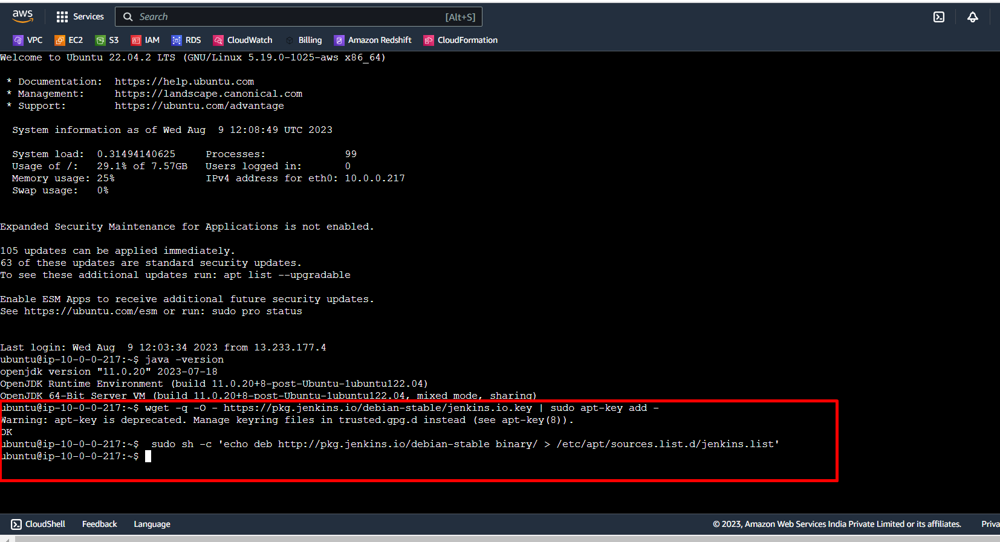 aws Services Search [Alt+S]
VPC EC2 S3 IAM RDS CloudWatch Billing Amazon Redshift CloudFormation
Welcome to Ubuntu 22.04.2 LTS (GNU/Linux 5.19.0-1025-aws x86_64)
* Documentation:  https://help.ubuntu.com
* Management:     https://landscape.canonical.com
* Support:        https://ubuntu.com/advantage
System information as of Wed Aug  9 12:08:49 UTC 2023
System load:  0.31494140625     Processes:             99
Usage of /:   29.1% of 7.57GB   Users logged in:       0
Memory usage: 25%               IPv4 address for eth0: 10.0.0.217
Swap usage:   0%
Expanded Security Maintenance for Applications is not enabled.
105 updates can be applied immediately.
63 of these updates are standard security updates.
To see these additional updates run: apt list --upgradable
Enable ESM Apps to receive additional future security updates.
See https://ubuntu.com/esm or run: sudo pro status
Last login: Wed Aug  9 12:03:34 2023 from 13.233.177.4
ubuntu@ip-10-0-0-217:~$ java -version
openjdk version "11.0.20" 2023-07-18
OpenJDK Runtime Environment (build 11.0.20+8-post-Ubuntu-1ubuntu122.04)
OpenJDK 64-Bit Server VM (build 11.0.20+8-post-Ubuntu-1ubuntu122.04, mixed mode, sharing)
ubuntu@ip-10-0-0-217:~$ wget -q -O - https://pkg.jenkins.io/debian-stable/jenkins.io.key | sudo apt-key add -
Warning: apt-key is deprecated. Manage keyring files in trusted.gpg.d instead (see apt-key(8)).
OK
ubuntu@ip-10-0-0-217:~$  sudo sh -c 'echo deb http://pkg.jenkins.io/debian-stable binary/ > /etc/apt/sources.list.d/jenkins.list'
ubuntu@ip-10-0-0-217:~$
CloudShell Feedback Language © 2023, Amazon Web Services India Private Limited or its affiliates. Priva